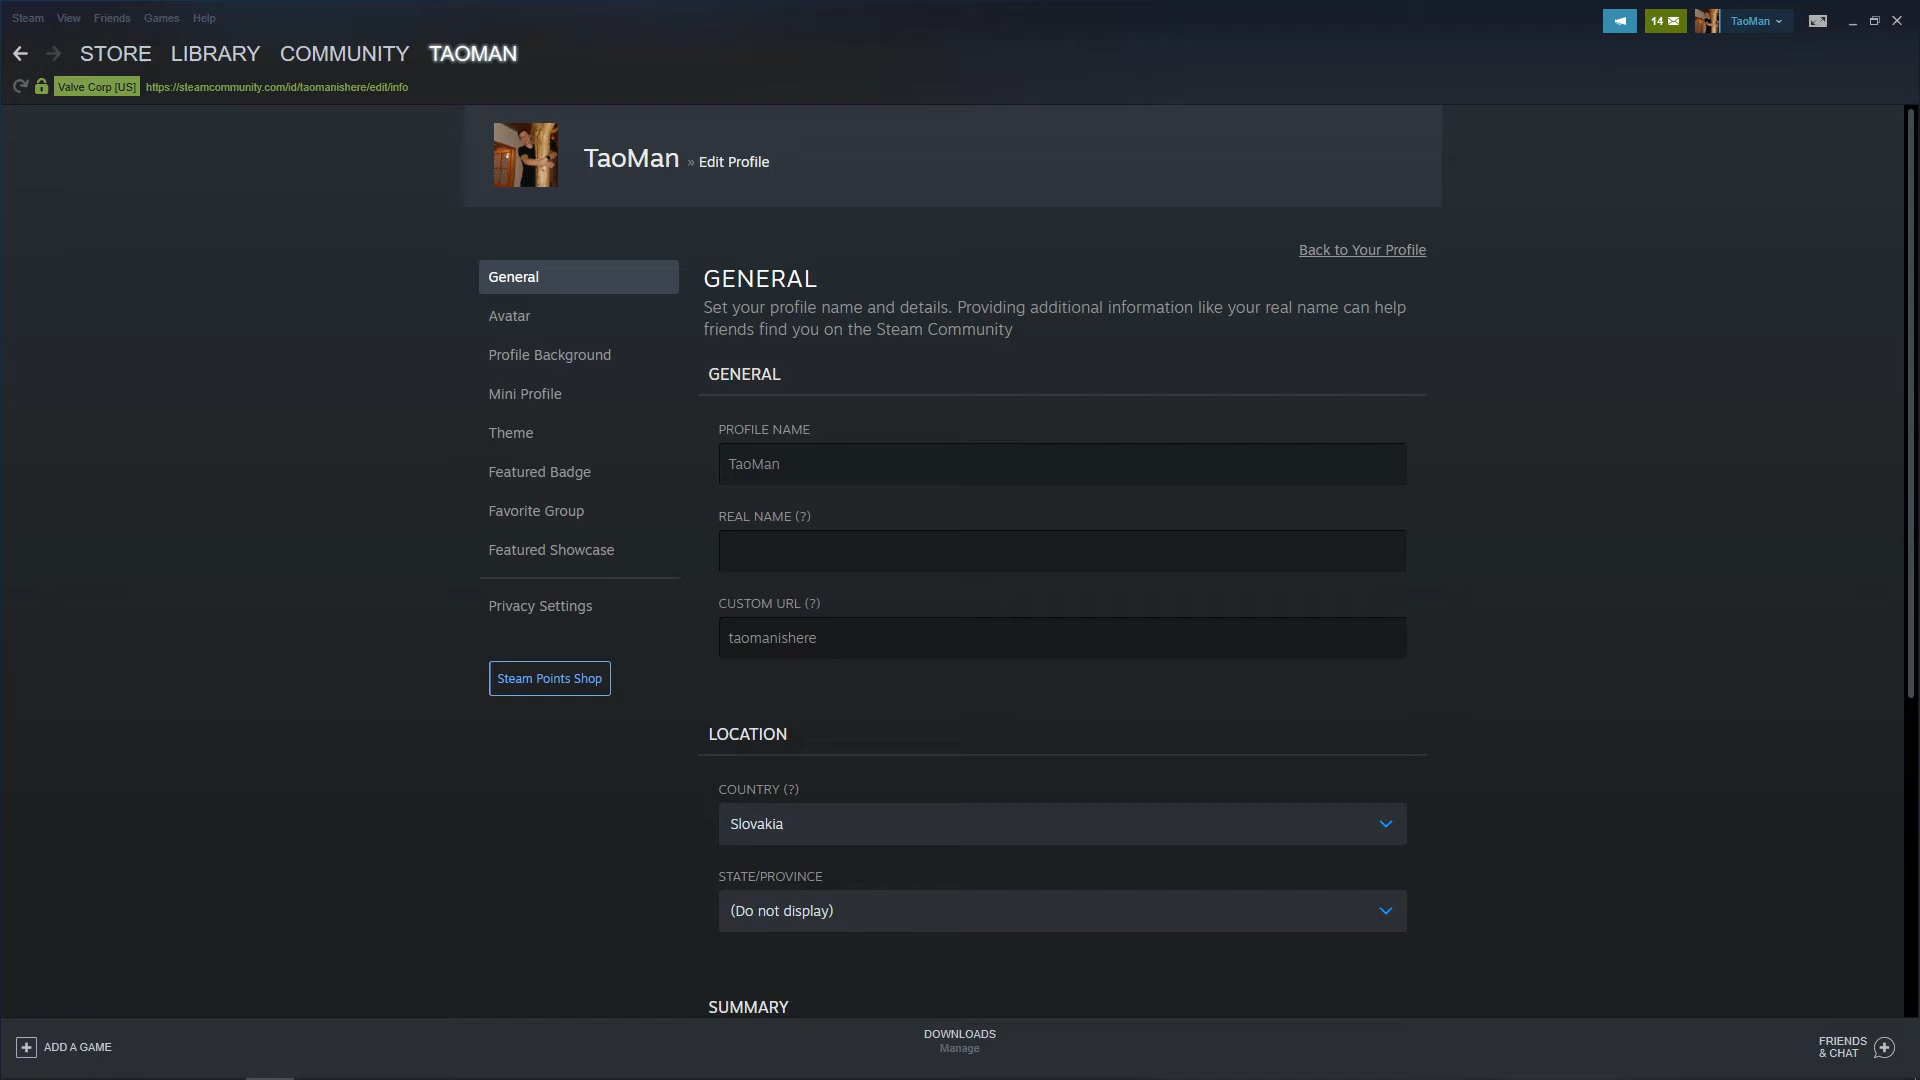 Steam View Friends Games Help
14 TaoMan
STORE LIBRARY COMMUNITY TAOMAN
Valve Corp [US] https://steamcommunity.com/id/taomanishere/edit/info
TaoMan » Edit Profile
Back to Your Profile
General
Avatar
Profile Background
Mini Profile
Theme
Featured Badge
Favorite Group
Featured Showcase
Privacy Settings
Steam Points Shop
GENERAL
Set your profile name and details. Providing additional information like your real name can help
friends find you on the Steam Community
GENERAL
PROFILE NAME
TaoMan
REAL NAME (?)
CUSTOM URL (?)
taomanishere
LOCATION
COUNTRY (?)
Slovakia
STATE/PROVINCE
(Do not display)
SUMMARY
ADD A GAME
DOWNLOADS
Manage
FRIENDS
& CHAT